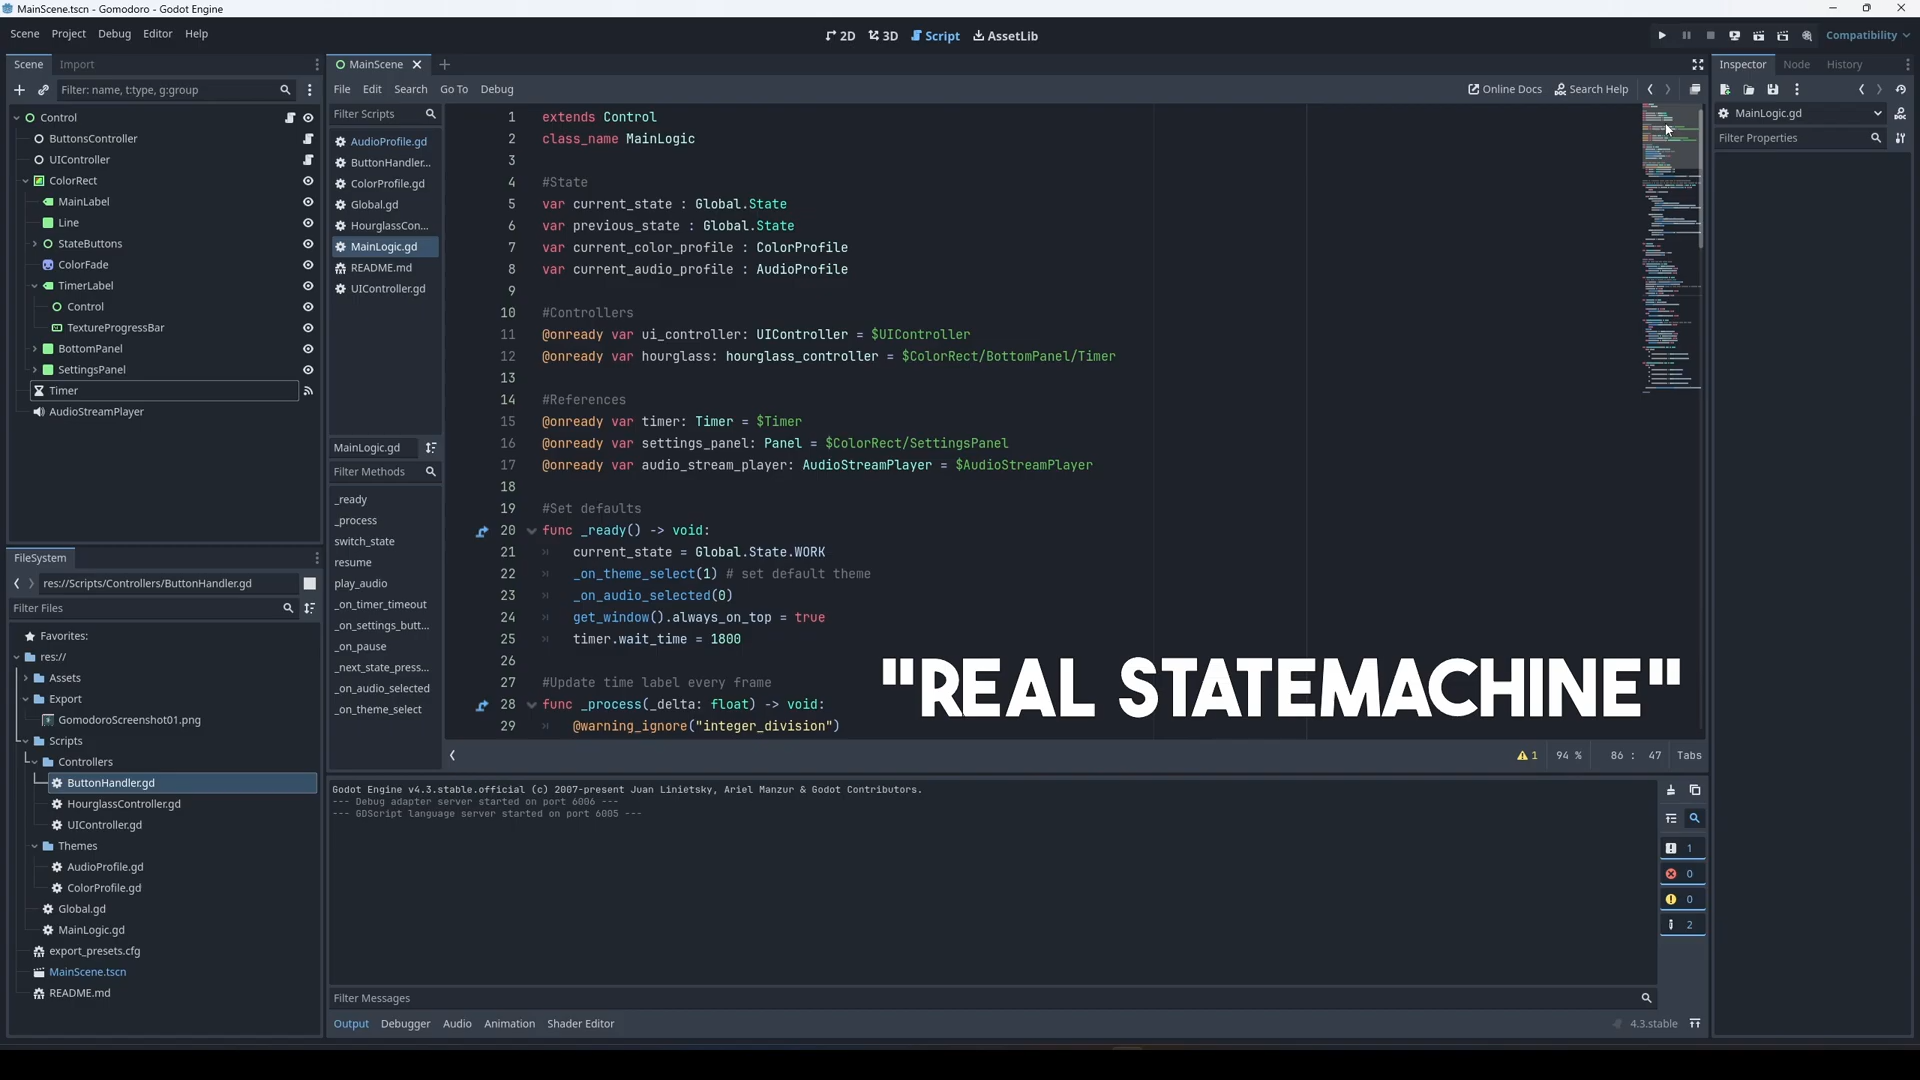 MainScene.tscn - Gomodoro - Godot Engine
Scene Project Debug Editor Help
2D 3D Script AssetLib
Compatibility
Scene Import
Filter: name, t:type, g:group
Control
ButtonsController
UIController
ColorRect
MainLabel
Line
StateButtons
ColorFade
TimerLabel
Control
TextureProgressBar
BottomPanel
SettingsPanel
Timer
AudioStreamPlayer
FileSystem
res://Scripts/Controllers/ButtonHandler.gd
Filter Files
Favorites:
res://
Assets
Export
GomodoroScreenshot01.png
Scripts
Controllers
ButtonHandler.gd
HourglassController.gd
UIController.gd
Themes
AudioProfile.gd
ColorProfile.gd
Global.gd
MainLogic.gd
export_presets.cfg
MainScene.tscn
README.md
MainScene
File Edit Search Go To Debug
Online Docs Search Help
Filter Scripts
AudioProfile.gd
ButtonHandler...
ColorProfile.gd
Global.gd
HourglassCon...
MainLogic.gd
README.md
UIController.gd
MainLogic.gd
Filter Methods
_ready
_process
switch_state
resume
play_audio
_on_timer_timeout
_on_settings_butt...
_on_pause
_next_state_press...
_on_audio_selected
_on_theme_select
1 extends Control
2 class_name MainLogic
3
4 #State
5 var current_state : Global.State
6 var previous_state : Global.State
7 var current_color_profile : ColorProfile
8 var current_audio_profile : AudioProfile
9
10 #Controllers
11 @onready var ui_controller: UIController = $UIController
12 @onready var hourglass: hourglass_controller = $ColorRect/BottomPanel/Timer
13
14 #References
15 @onready var timer: Timer = $Timer
16 @onready var settings_panel: Panel = $ColorRect/SettingsPanel
17 @onready var audio_stream_player: AudioStreamPlayer = $AudioStreamPlayer
18
19 #Set defaults
20 func _ready() -> void:
21 current_state = Global.State.WORK
22 _on_theme_select(1) # set default theme
23 _on_audio_selected(0)
24 get_window().always_on_top = true
25 timer.wait_time = 1800
26
27 #Update time label every frame
28 func _process(_delta: float) -> void:
29 @warning_ignore("integer_division")
"REAL STATEMACHINE"
1 94 % 86 : 47 Tabs
Godot Engine v4.3.stable.official (c) 2007-present Juan Linietsky, Ariel Manzur & Godot Contributors.
--- Debug adapter server started on port 6006 ---
--- GDScript language server started on port 6005 ---
1
0
0
2
Filter Messages
Output Debugger Audio Animation Shader Editor
4.3.stable
Inspector Node History
MainLogic.gd
Filter Properties